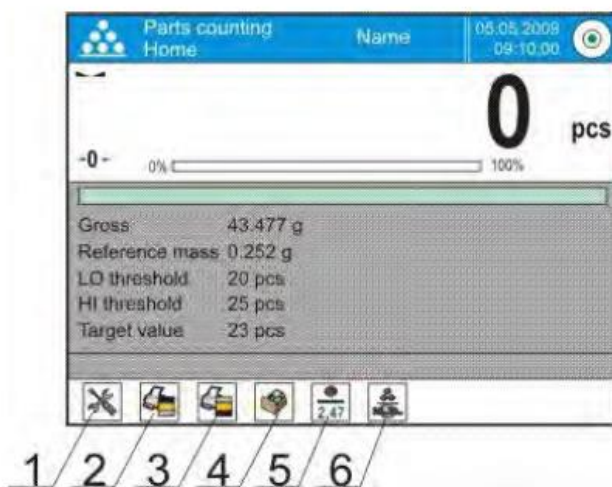 Parts counting
Home
Name
05.05.2009
09:10.00
0
pcs
-0-
0%
100%
Gross 43.477 g
Reference mass 0.252 g
LO threshold 20 pcs
HI threshold 25 pcs
Target value 23 pcs
2,47
1 2 3 4 5 6